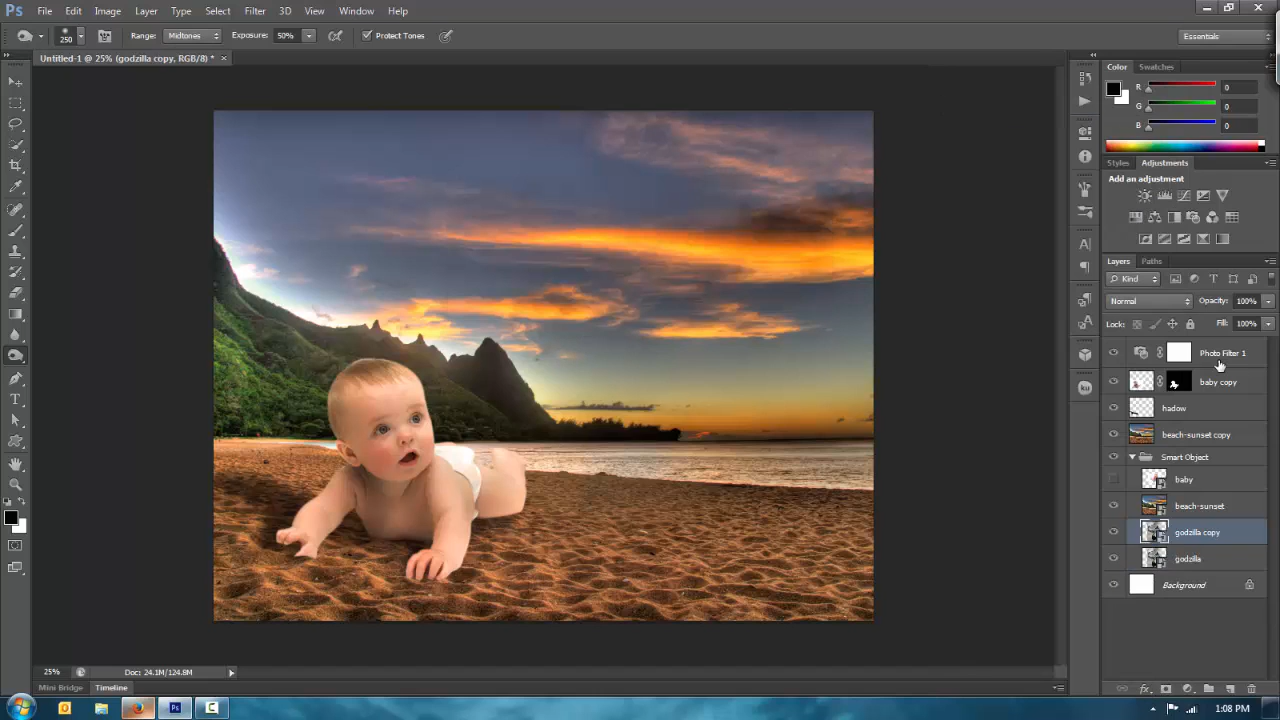 Ps File Edit Image Layer Type Select Filter 3D View Window Help
250 Range: Midtones Exposure: 50% Protect Tones Essentials
Untitled-1 @ 25% (godzilla copy, RGB/8) * ×
Color Swatches
R 0
G 0
B 0
Styles Adjustments
Add an adjustment
Layers Paths
Kind
Normal Opacity: 100%
Lock: Fill: 100%
Photo Filter 1
baby copy
hadow
beach-sunset copy
Smart Object
baby
beach-sunset
godzilla copy
godzilla
Background
25% Doc: 24.1M/124.8M
Mini Bridge Timeline
1:08 PM